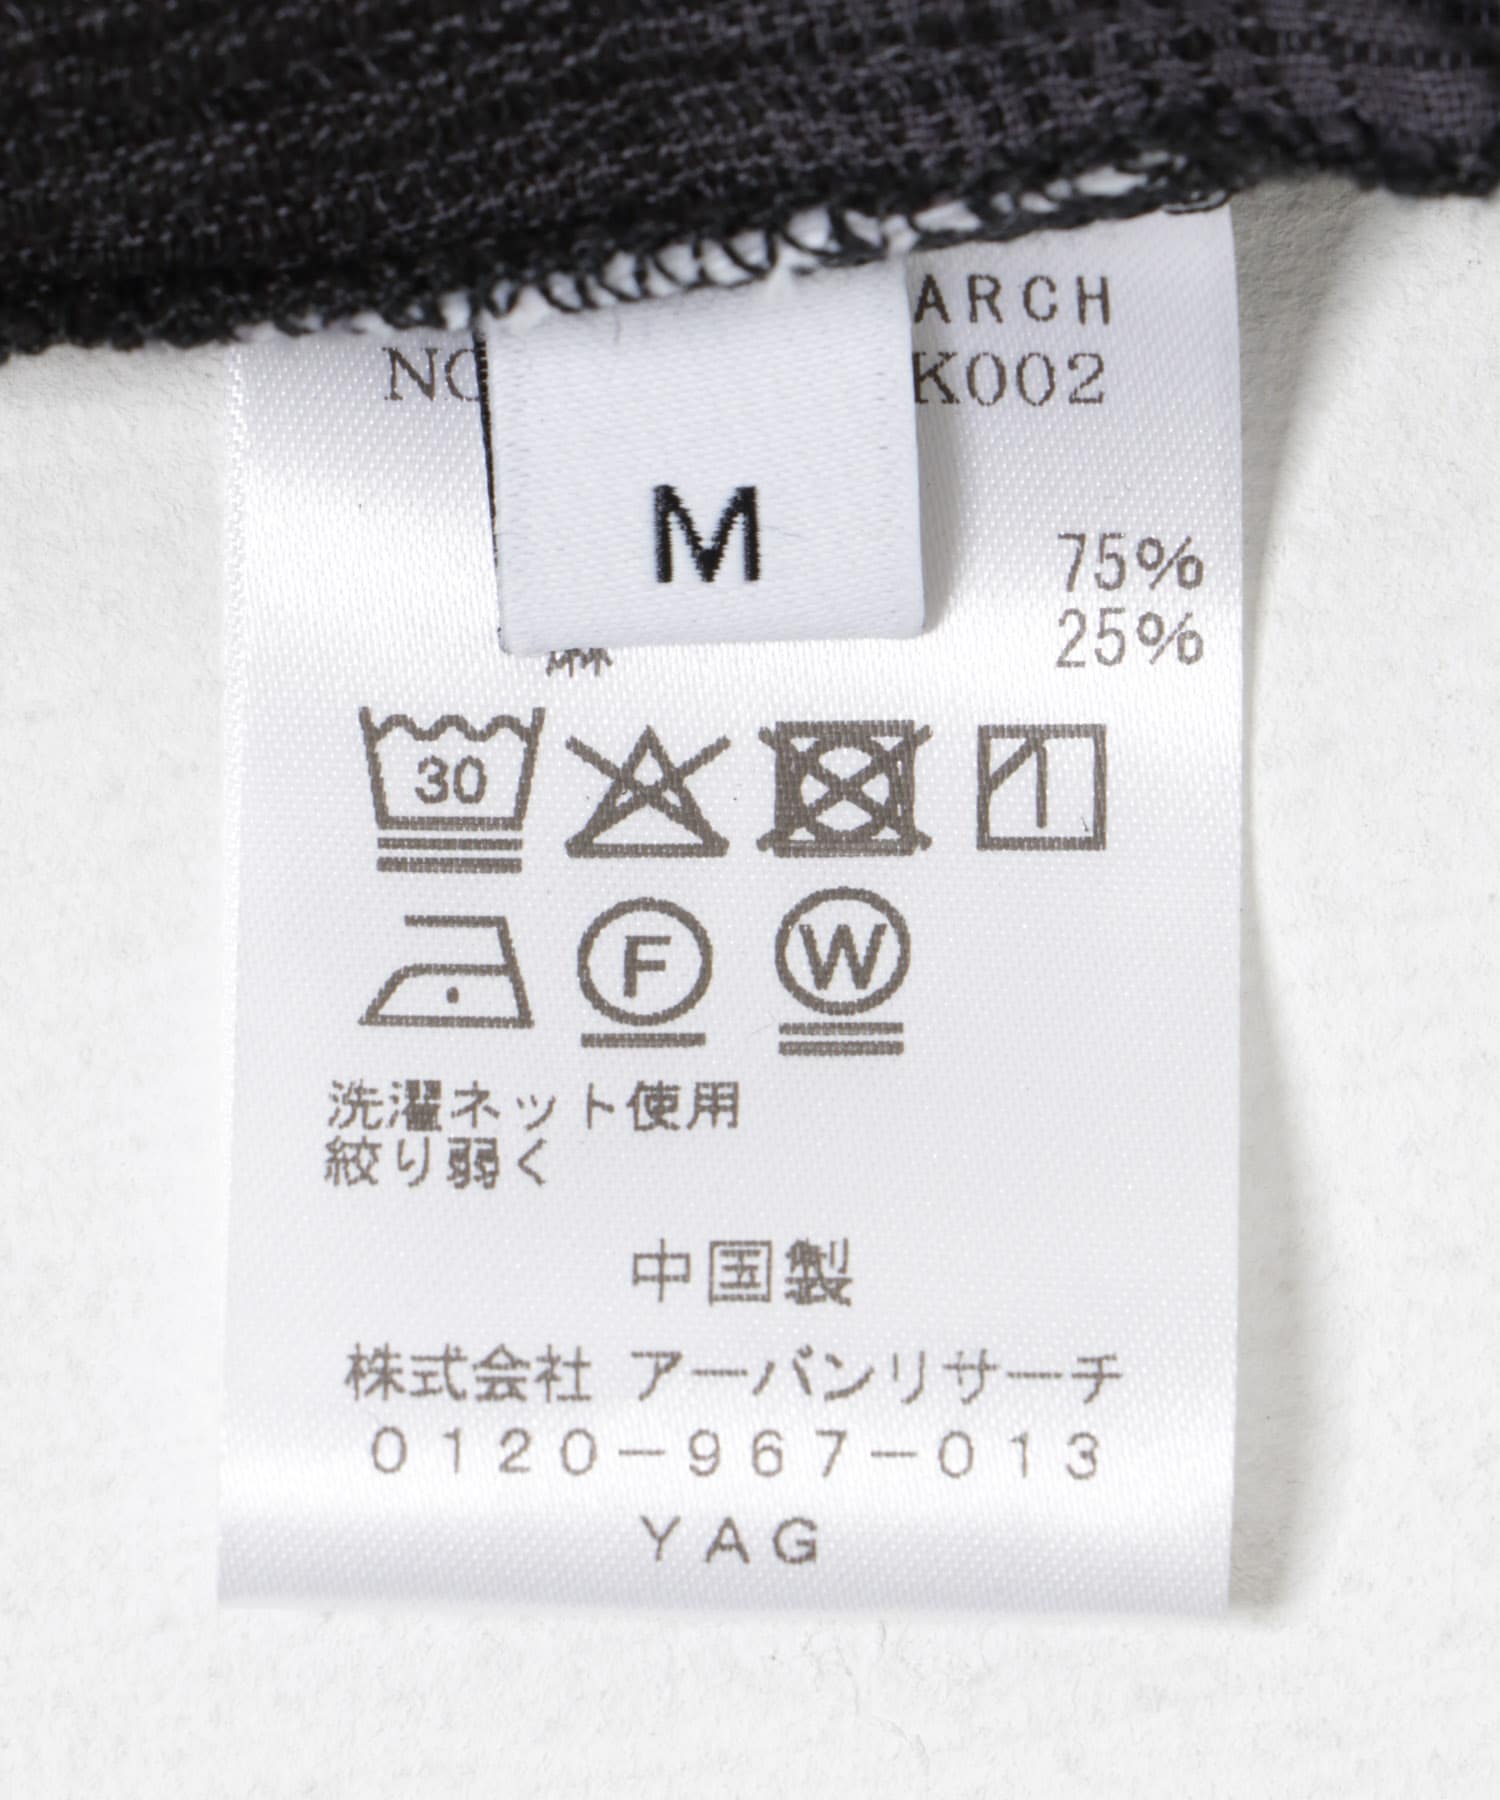 ARCH
NO K002
M
75%
麻 25%
30
F W
洗濯ネット使用
絞り弱く
中国製
株式会社 アーバンリサーチ
0120-967-013
YAG